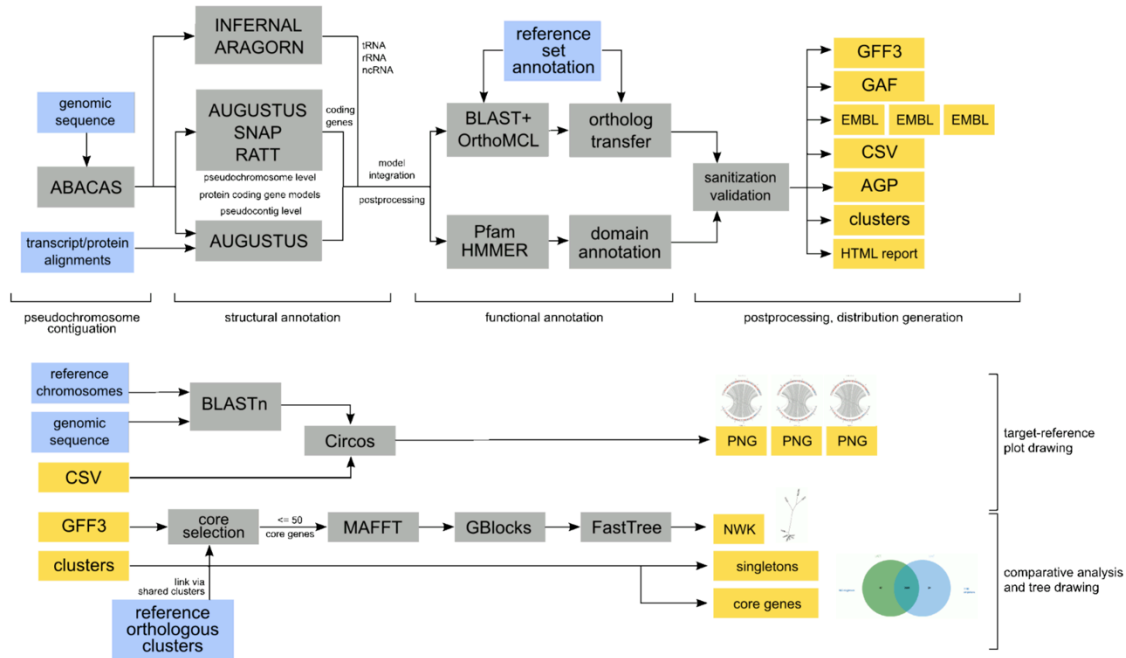 INFERNAL
ARAGORN
tRNA
rRNA
ncRNA
reference
set
annotation
genomic
sequence
ABACAS
transcript/protein
alignments
AUGUSTUS
SNAP
RATT
coding
genes
pseudochromosome level
protein coding gene models
pseudocontig level
AUGUSTUS
model
integration
postprocessing
BLAST+
OrthoMCL
ortholog
transfer
Pfam
HMMER
domain
annotation
sanitization
validation
GFF3
GAF
EMBL EMBL EMBL
CSV
AGP
clusters
HTML report
pseudochromosome
contiguation
structural annotation
functional annotation
postprocessing, distribution generation
reference
chromosomes
genomic
sequence
CSV
BLASTn
Circos
PNG PNG PNG
target-reference
plot drawing
GFF3
core
selection
<= 50
core genes
MAFFT
GBlocks
FastTree
NWK
clusters
link via
shared clusters
reference
orthologous
clusters
singletons
core genes
comparative analysis
and tree drawing